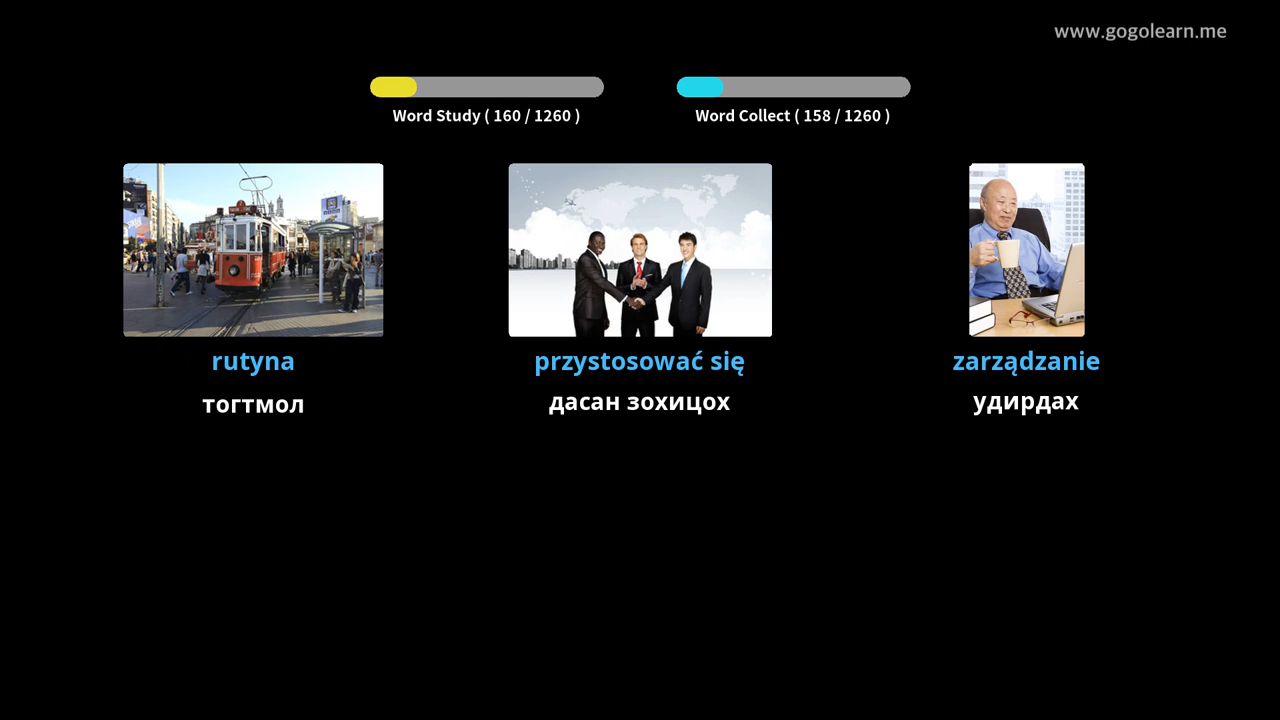 www.gogolearn.me
Word Study ( 160 / 1260 )
Word Collect ( 158 / 1260 )
rutyna
przystosować się
zarządzanie
тогтмол
дасан зохицох
удирдах